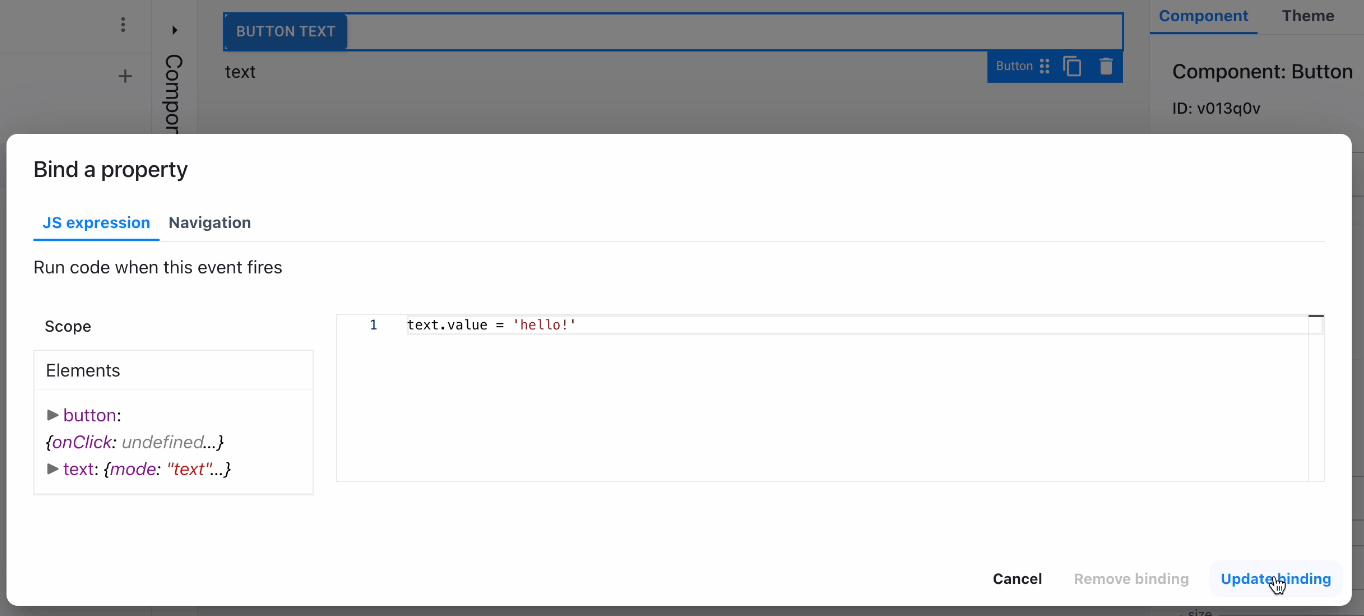 BUTTON TEXT
text
Button
Compor
Component Theme
Component: Button
ID: v013q0v
Bind a property
JS expression Navigation
Run code when this event fires
Scope
Elements
▶ button:
{onClick: undefined...}
▶ text: {mode: "text"...}
1 text.value = 'hello!'
Cancel Remove binding Update binding
size